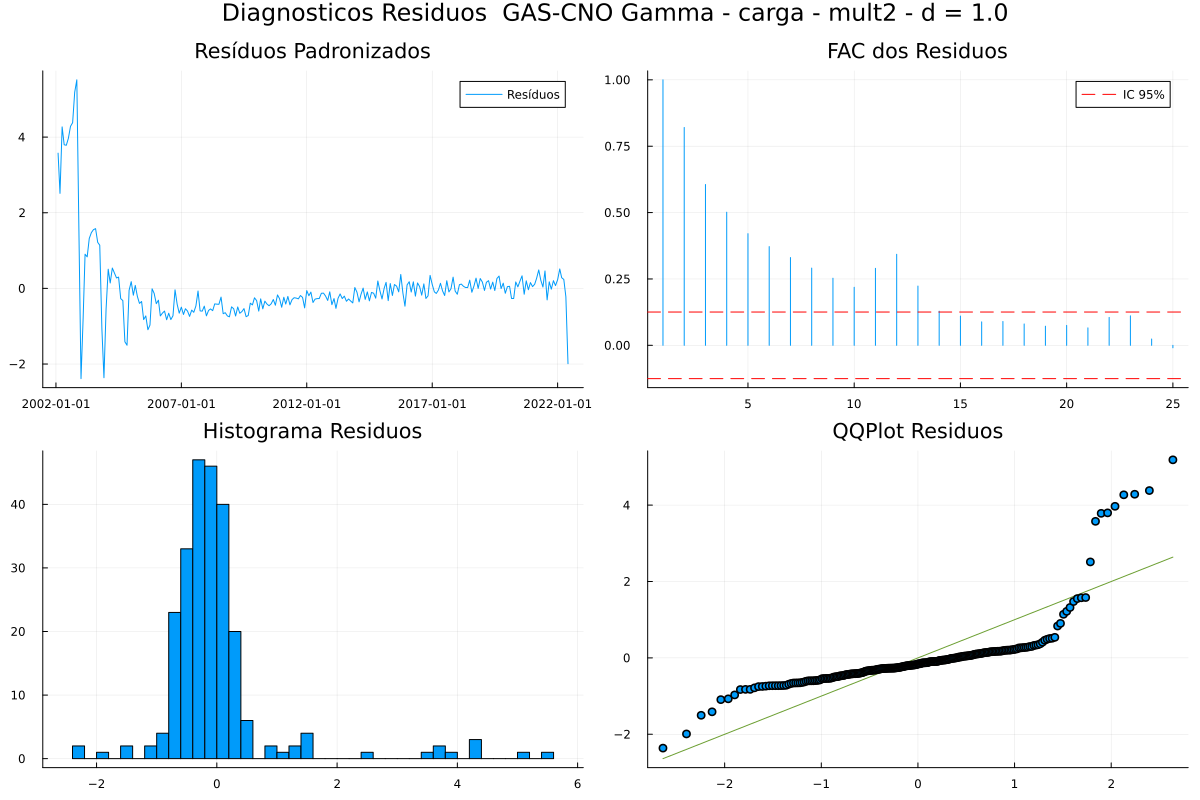 Diagnosticos Residuos  GAS-CNO Gamma - carga - mult2 - d = 1.0
Resíduos Padronizados
Resíduos
4
2
0
−2
2002-01-01 2007-01-01 2012-01-01 2017-01-01 2022-01-01
FAC dos Residuos
IC 95%
1.00
0.75
0.50
0.25
0.00
5 10 15 20 25
Histograma Residuos
40
30
20
10
0
−2 0 2 4 6
QQPlot Residuos
4
2
0
−2
−2 −1 0 1 2